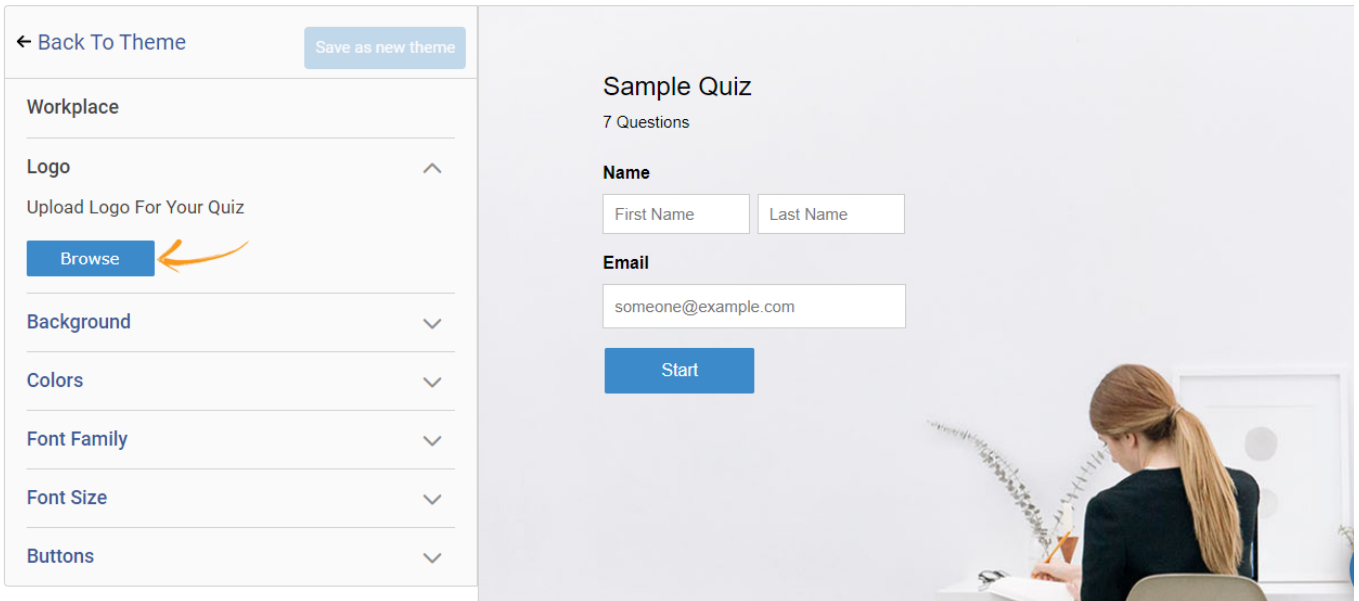 Back To Theme
Save as new theme
Workplace
Logo
Upload Logo For Your Quiz
Browse
Background
Colors
Font Family
Font Size
Buttons
Sample Quiz
7 Questions
Name
First Name Last Name
Email
someone@example.com
Start